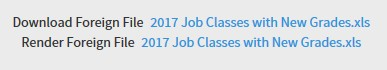 Download Foreign File 2017 Job Classes with New Grades.xls
Render Foreign File 2017 Job Classes with New Grades.xls